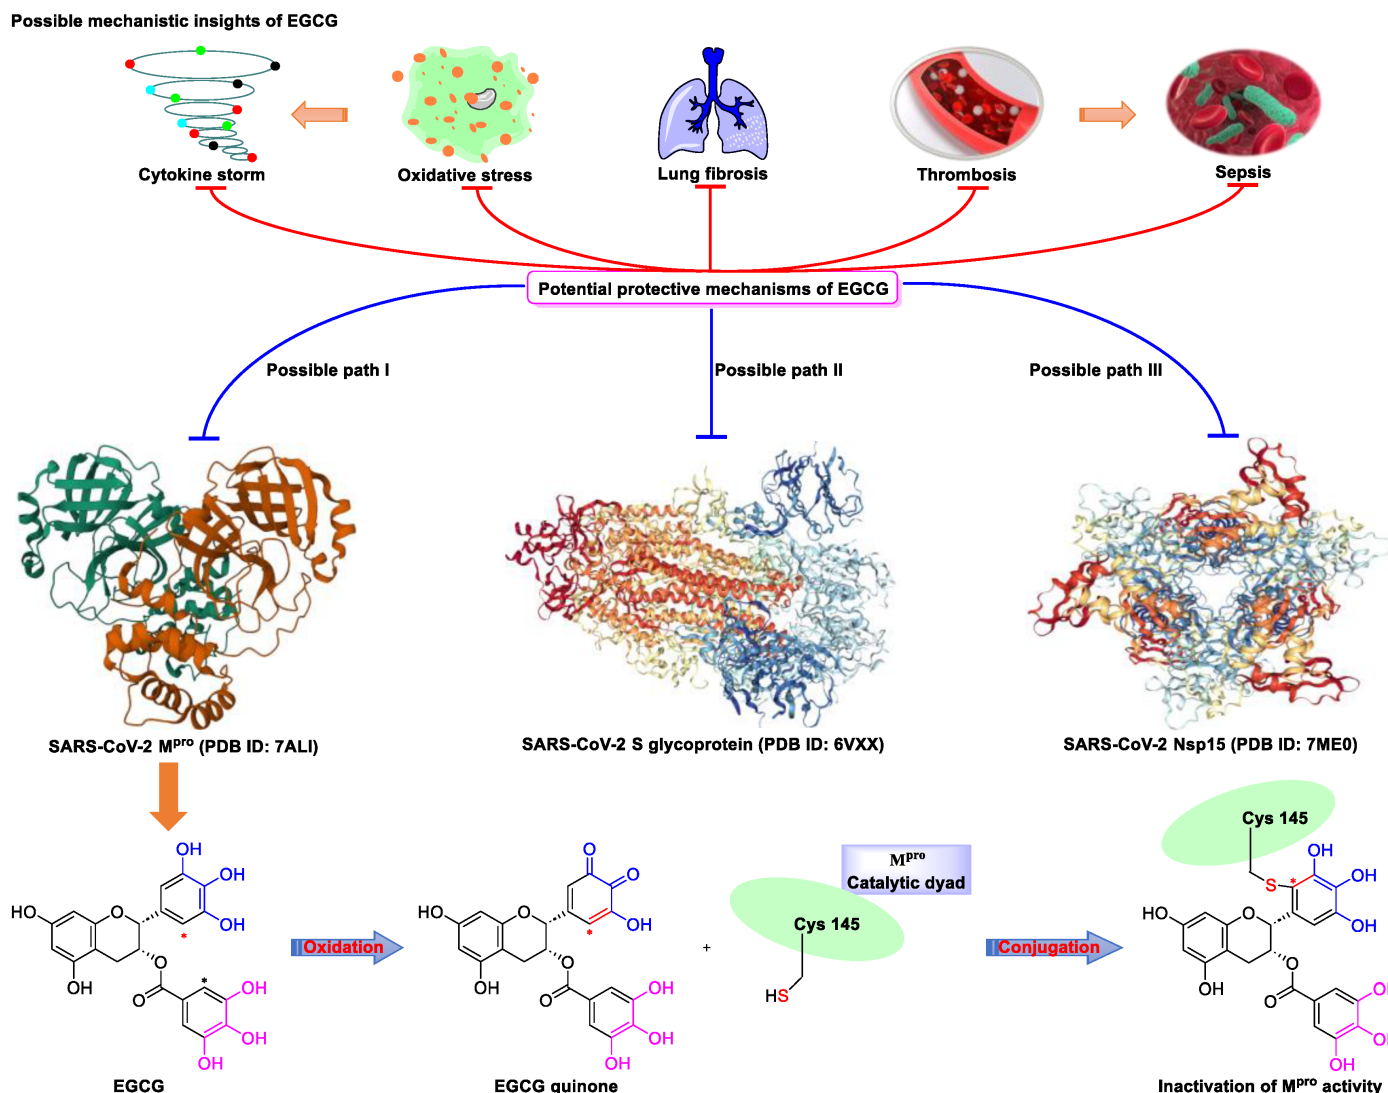 Possible mechanistic insights of EGCG
Cytokine storm
Oxidative stress
Lung fibrosis
Thrombosis
Sepsis
Potential protective mechanisms of EGCG
Possible path I
Possible path II
Possible path III
SARS-CoV-2 Mpro (PDB ID: 7ALI)
SARS-CoV-2 S glycoprotein (PDB ID: 6VXX)
SARS-CoV-2 Nsp15 (PDB ID: 7ME0)
OH
OH
OH
HO
O
*
OH
O
O
*
OH
OH
OH
EGCG
Oxidation
O
O
OH
HO
O
*
OH
O
O
OH
OH
OH
EGCG quinone
+
Mpro
Catalytic dyad
Cys 145
HS
Conjugation
Cys 145
S
*
OH
OH
OH
HO
O
OH
O
O
OH
OH
OH
Inactivation of Mpro activity